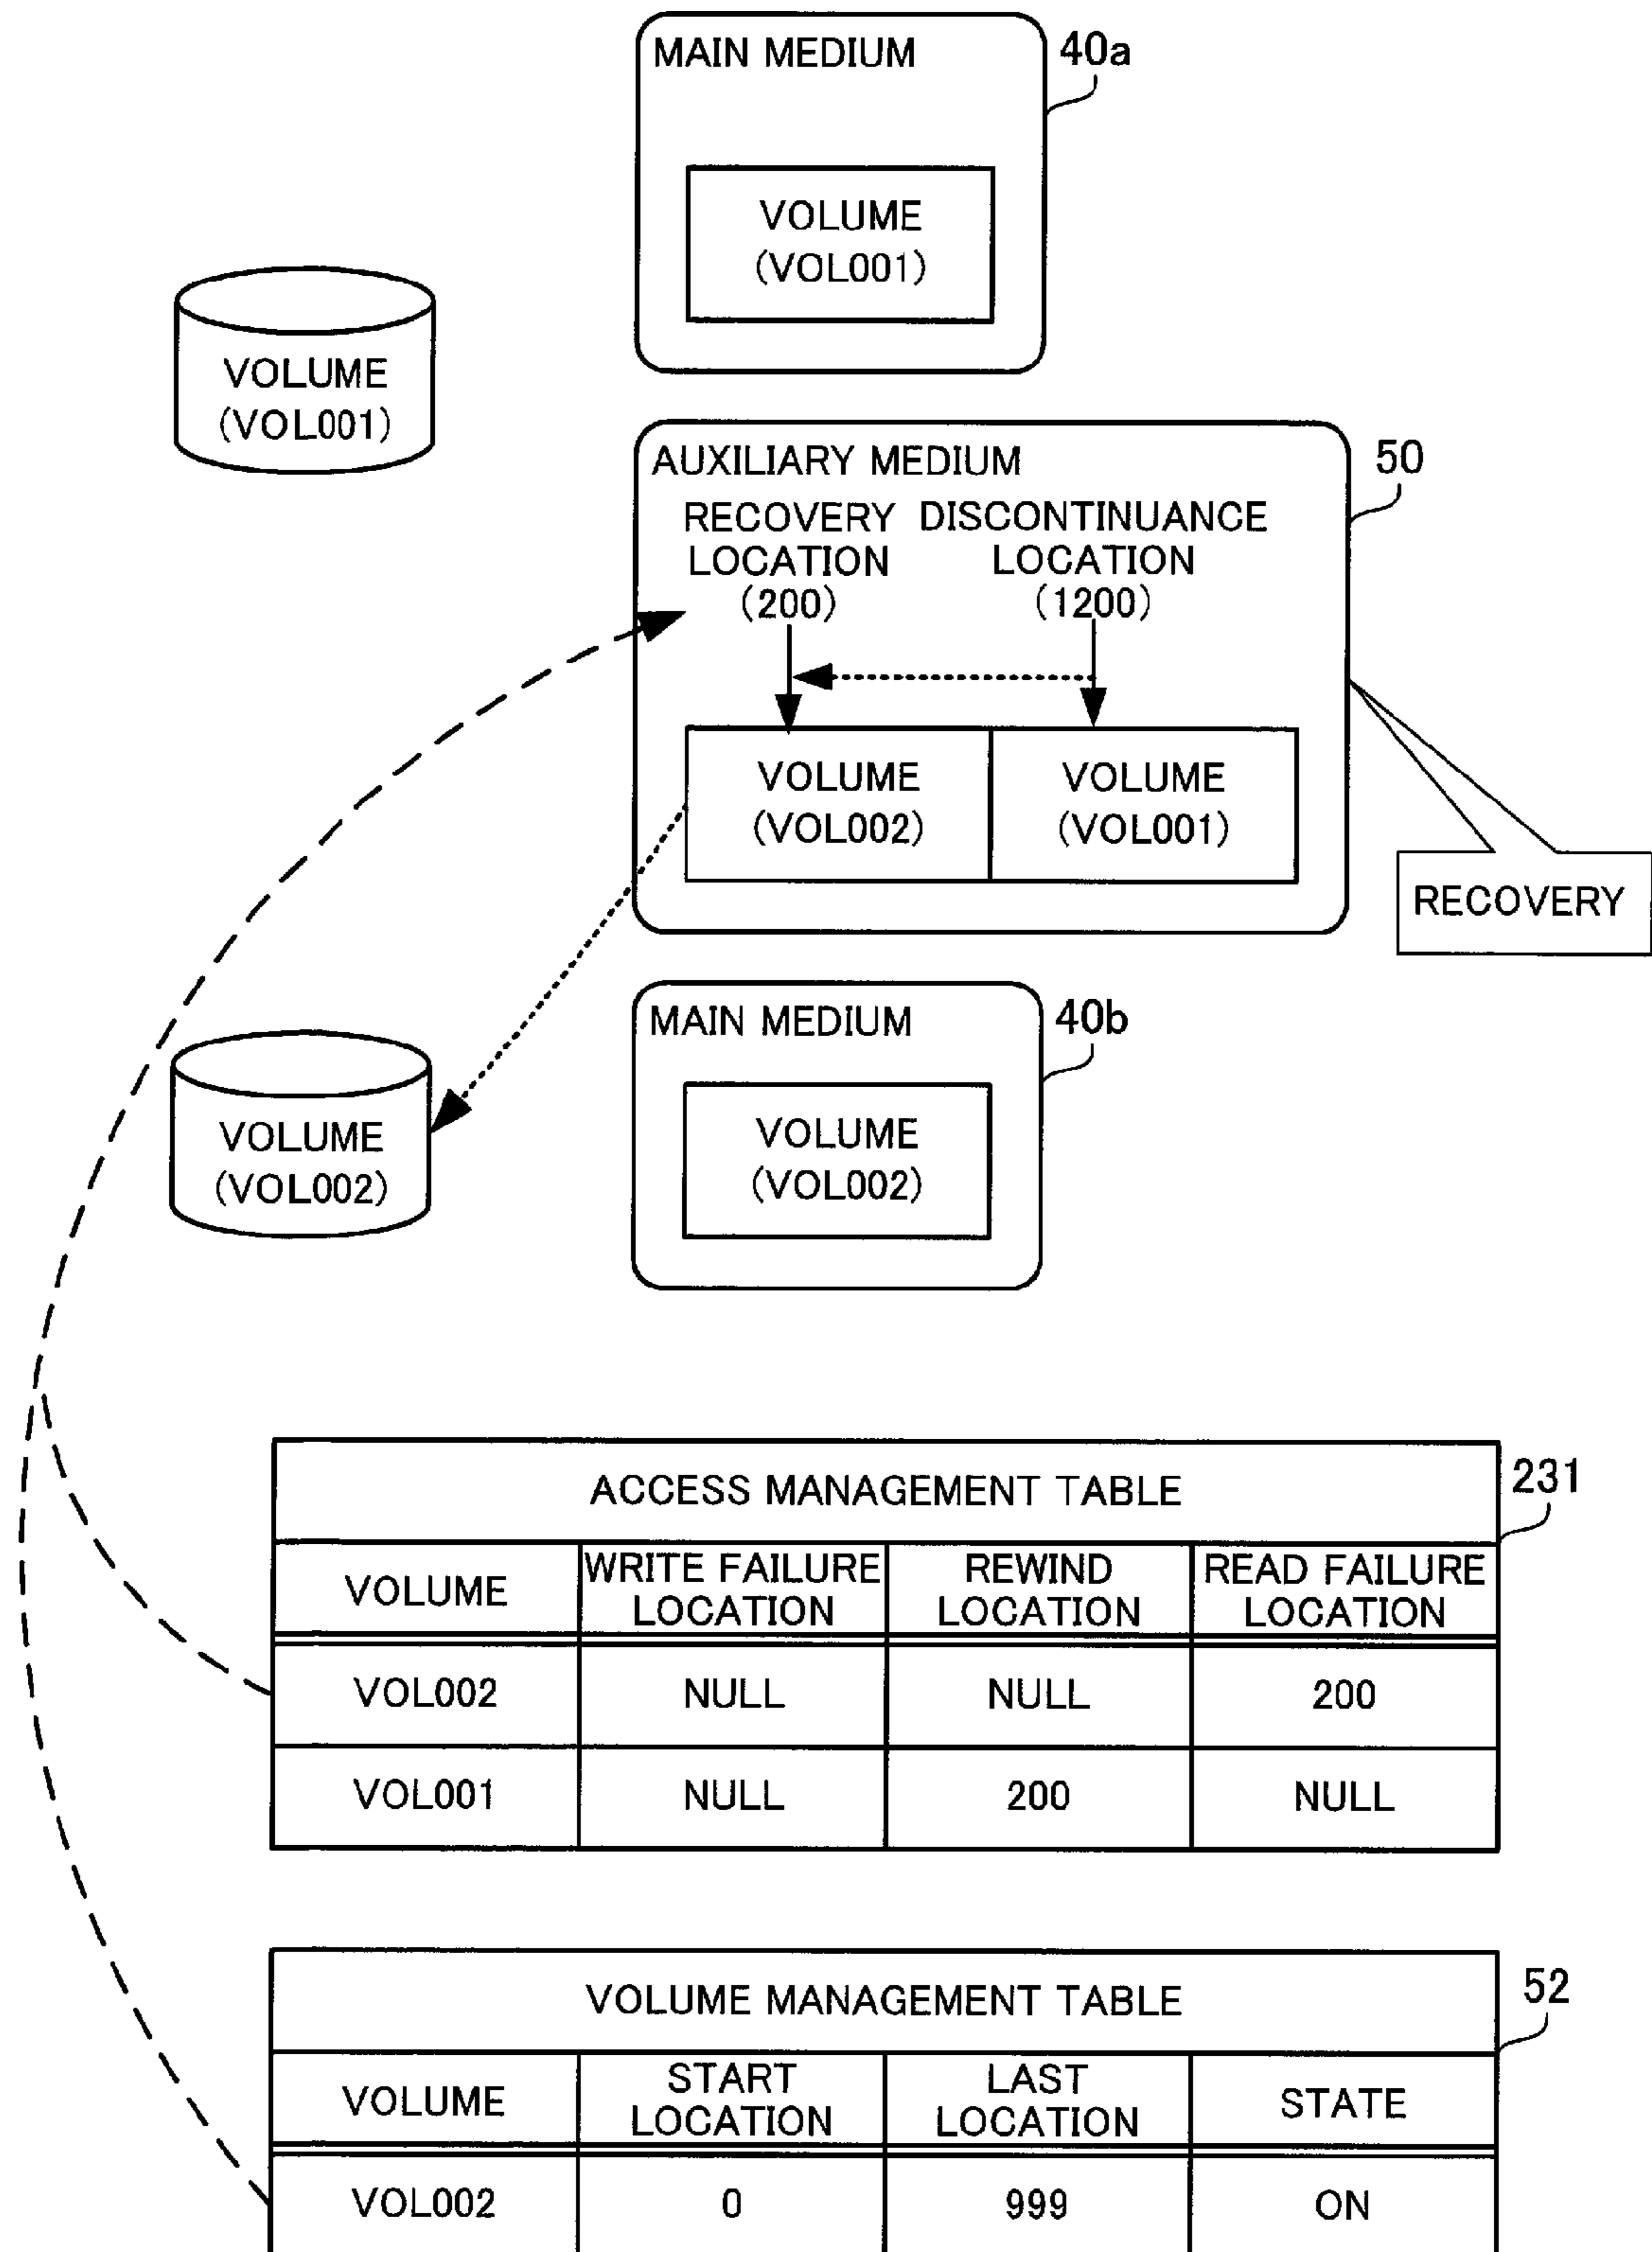 MAIN MEDIUM
40a
VOLUME
(VOL001)
VOLUME
(VOL001)
AUXILIARY MEDIUM
50
RECOVERY
LOCATION
(200)
DISCONTINUANCE
LOCATION
(1200)
VOLUME
(VOL002)
VOLUME
(VOL001)
RECOVERY
MAIN MEDIUM
40b
VOLUME
(VOL002)
VOLUME
(VOL002)
ACCESS MANAGEMENT TABLE
231
VOLUME
WRITE FAILURE
LOCATION
REWIND
LOCATION
READ FAILURE
LOCATION
VOL002 NULL NULL 200
VOL001 NULL 200 NULL
VOLUME MANAGEMENT TABLE
52
VOLUME
START
LOCATION
LAST
LOCATION
STATE
VOL002 0 999 ON